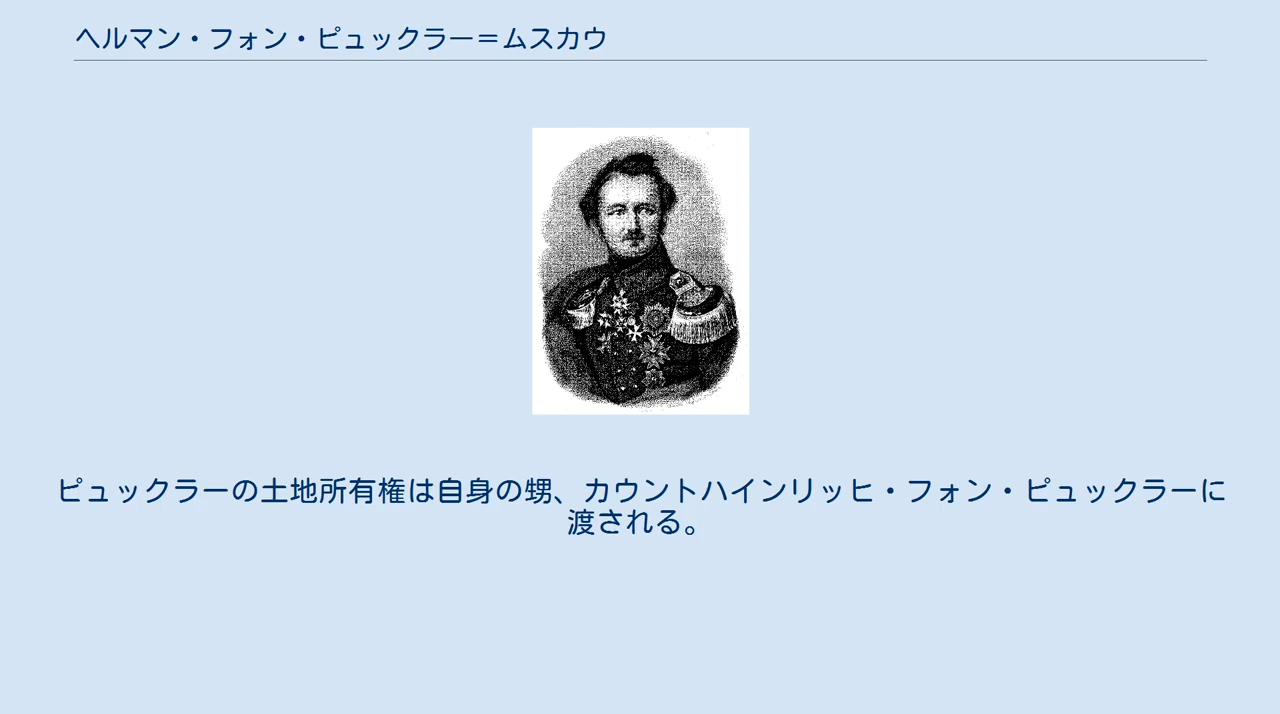 ヘルマン・フォン・ピュックラー＝ムスカウ
ピュックラーの土地所有権は自身の甥、カウントハインリッヒ・フォン・ピュックラーに
渡される。